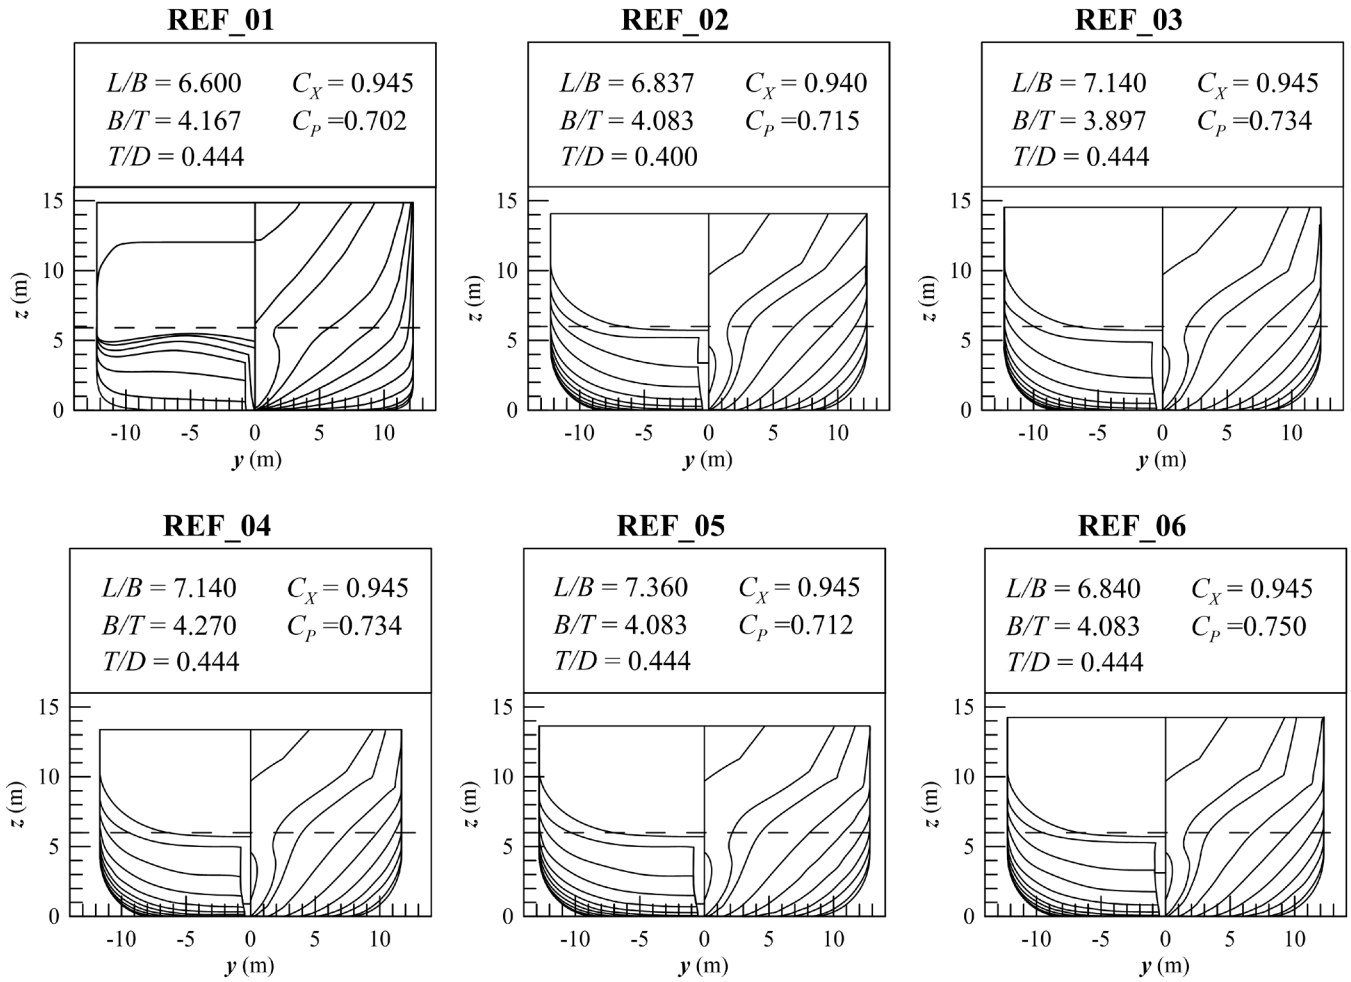 REF_01
L/B = 6.600 C_X = 0.945
B/T = 4.167 C_P =0.702
T/D = 0.444
15
10
5
0
z (m)
-10 -5 0 5 10
y (m)
REF_02
L/B = 6.837 C_X = 0.940
B/T = 4.083 C_P =0.715
T/D = 0.400
15
10
5
0
z (m)
-10 -5 0 5 10
y (m)
REF_03
L/B = 7.140 C_X = 0.945
B/T = 3.897 C_P =0.734
T/D = 0.444
15
10
5
0
z (m)
-10 -5 0 5 10
y (m)
REF_04
L/B = 7.140 C_X = 0.945
B/T = 4.270 C_P =0.734
T/D = 0.444
15
10
5
0
z (m)
-10 -5 0 5 10
y (m)
REF_05
L/B = 7.360 C_X = 0.945
B/T = 4.083 C_P =0.712
T/D = 0.444
15
10
5
0
z (m)
-10 -5 0 5 10
y (m)
REF_06
L/B = 6.840 C_X = 0.945
B/T = 4.083 C_P =0.750
T/D = 0.444
15
10
5
0
z (m)
-10 -5 0 5 10
y (m)